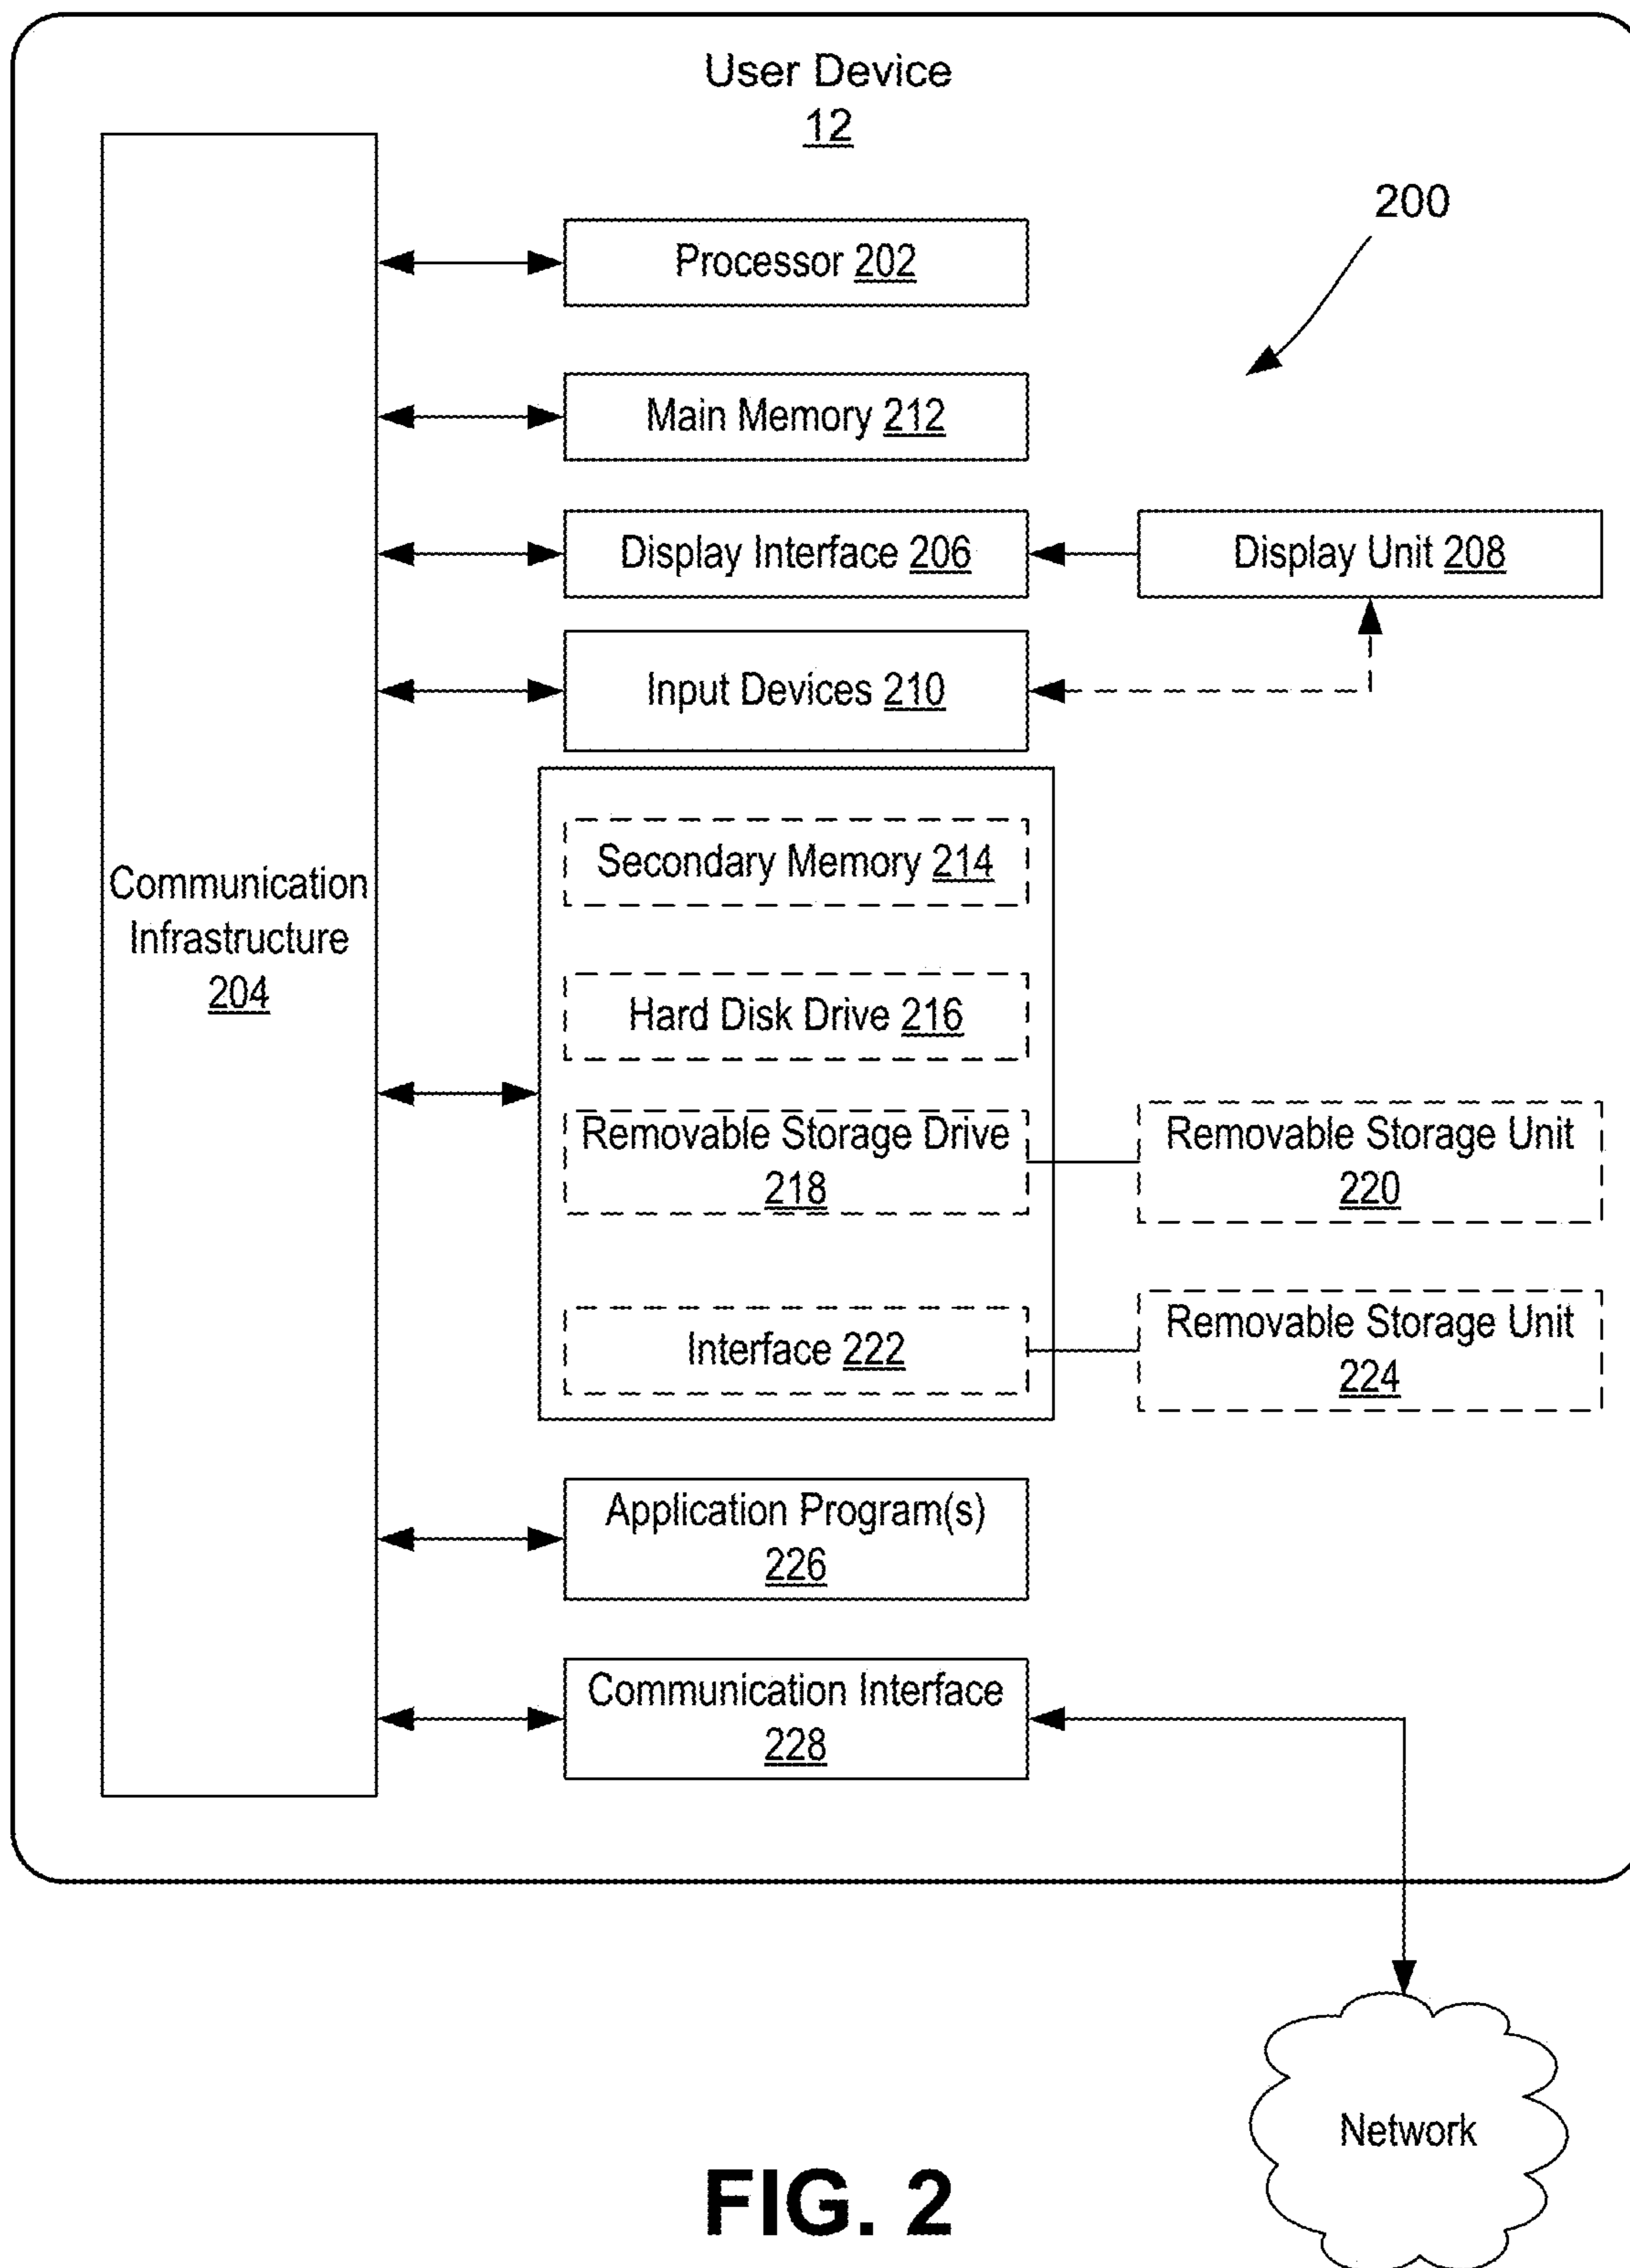 User Device
12
200
Processor 202
Main Memory 212
Display Interface 206
Display Unit 208
Input Devices 210
Communication
Infrastructure
204
Secondary Memory 214
Hard Disk Drive 216
Removable Storage Drive
218
Removable Storage Unit
220
Interface 222
Removable Storage Unit
224
Application Program(s)
226
Communication Interface
228
Network
FIG. 2